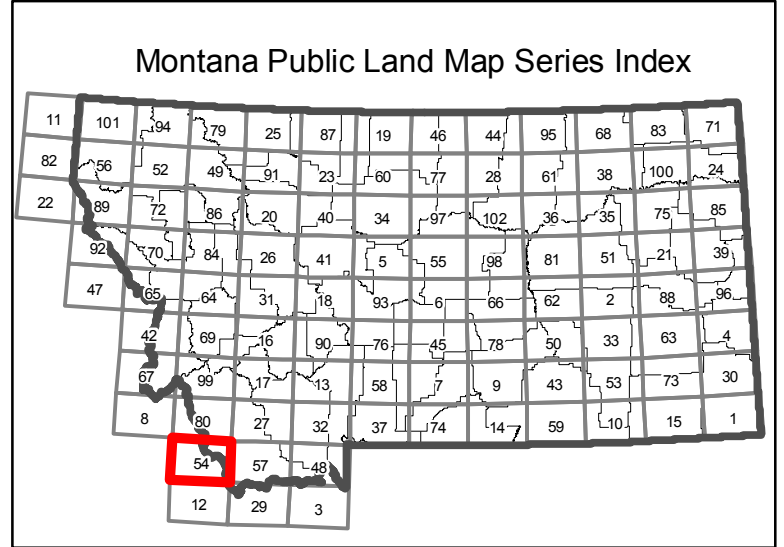 Montana Public Land Map Series Index
11 101 94 79 25 87 19 46 44 95 68 83 71
82 56 52 49 91 23 60 77 28 61 38 100 24
22 89 72 86 20 40 34 97 102 36 35 75 85
92 70 84 26 41 5 55 98 81 51 21 39
47 65 64 31 18 93 6 66 62 2 88 96
42 69 16 90 76 45 78 50 33 63 4
67 99 17 13 58 7 9 43 53 73 30
8 80 27 32 37 74 14 59 10 15 1
54 57 48
12 29 3